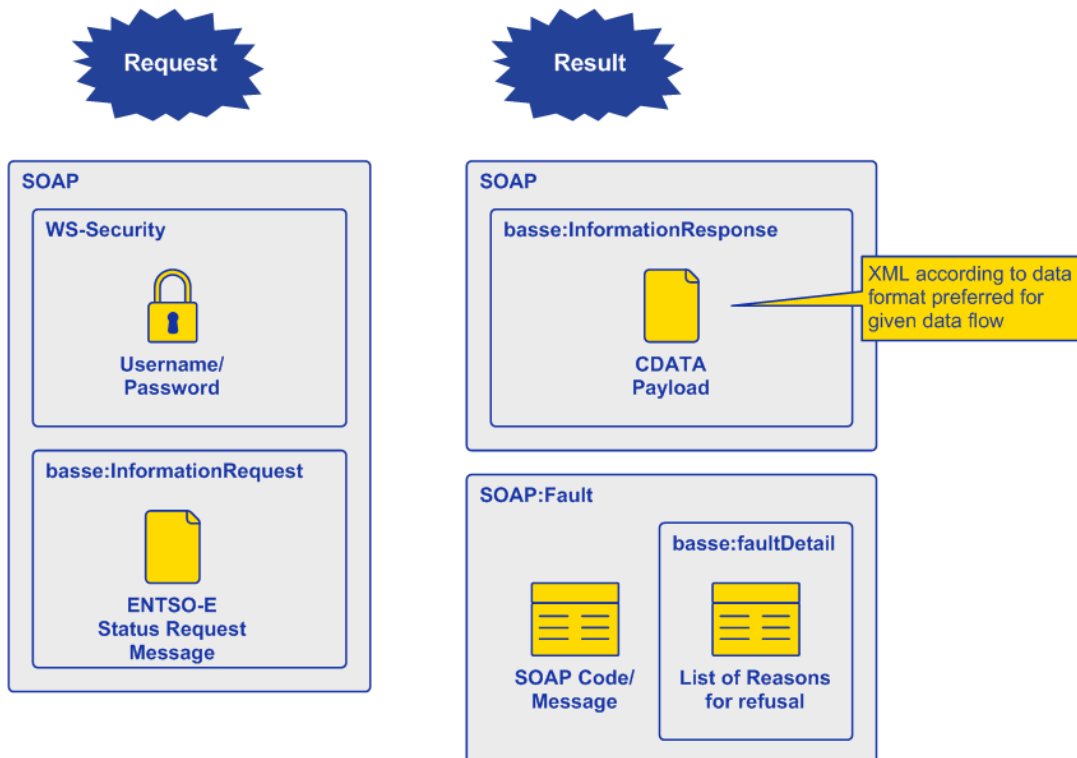 Request
Result
SOAP
WS-Security
Username/
Password
basse:InformationRequest
ENTSO-E
Status Request
Message
SOAP
basse:InformationResponse
CDATA
Payload
XML according to data
format preferred for
given data flow
SOAP:Fault
SOAP Code/
Message
basse:faultDetail
List of Reasons
for refusal